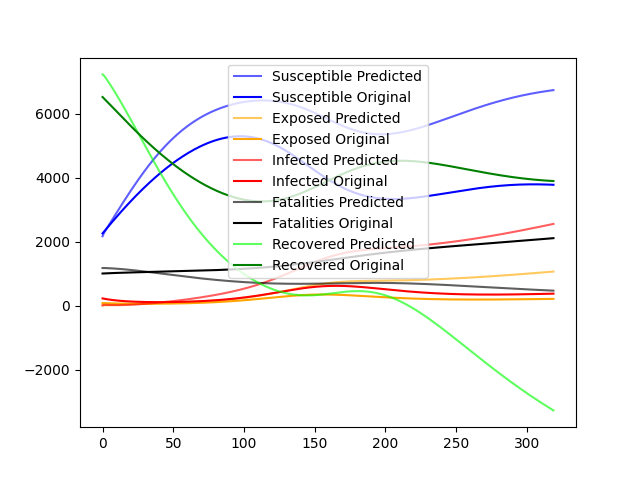 Susceptible Predicted
Susceptible Original
Exposed Predicted
Exposed Original
Infected Predicted
Infected Original
Fatalities Predicted
Fatalities Original
Recovered Predicted
Recovered Original
6000
4000
2000
0
−2000
0 50 100 150 200 250 300